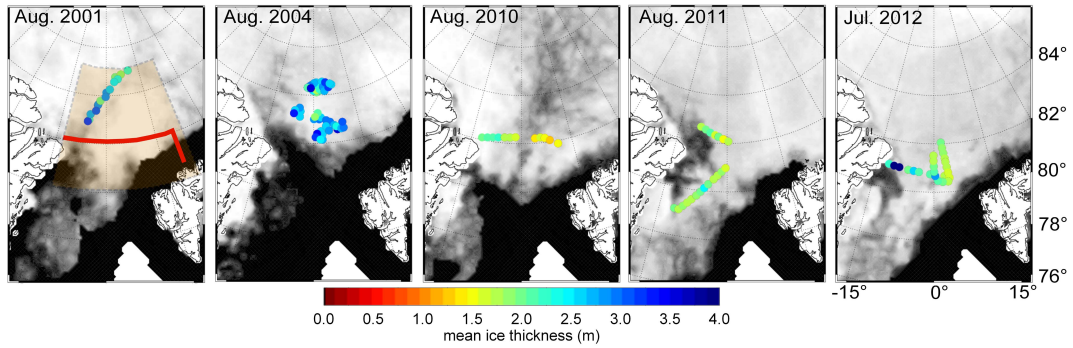 Aug. 2001
Aug. 2004
Aug. 2010
Aug. 2011
Jul. 2012
84°
82°
80°
78°
76°
-15° 0° 15°
0.0 0.5 1.0 1.5 2.0 2.5 3.0 3.5 4.0
mean ice thickness (m)